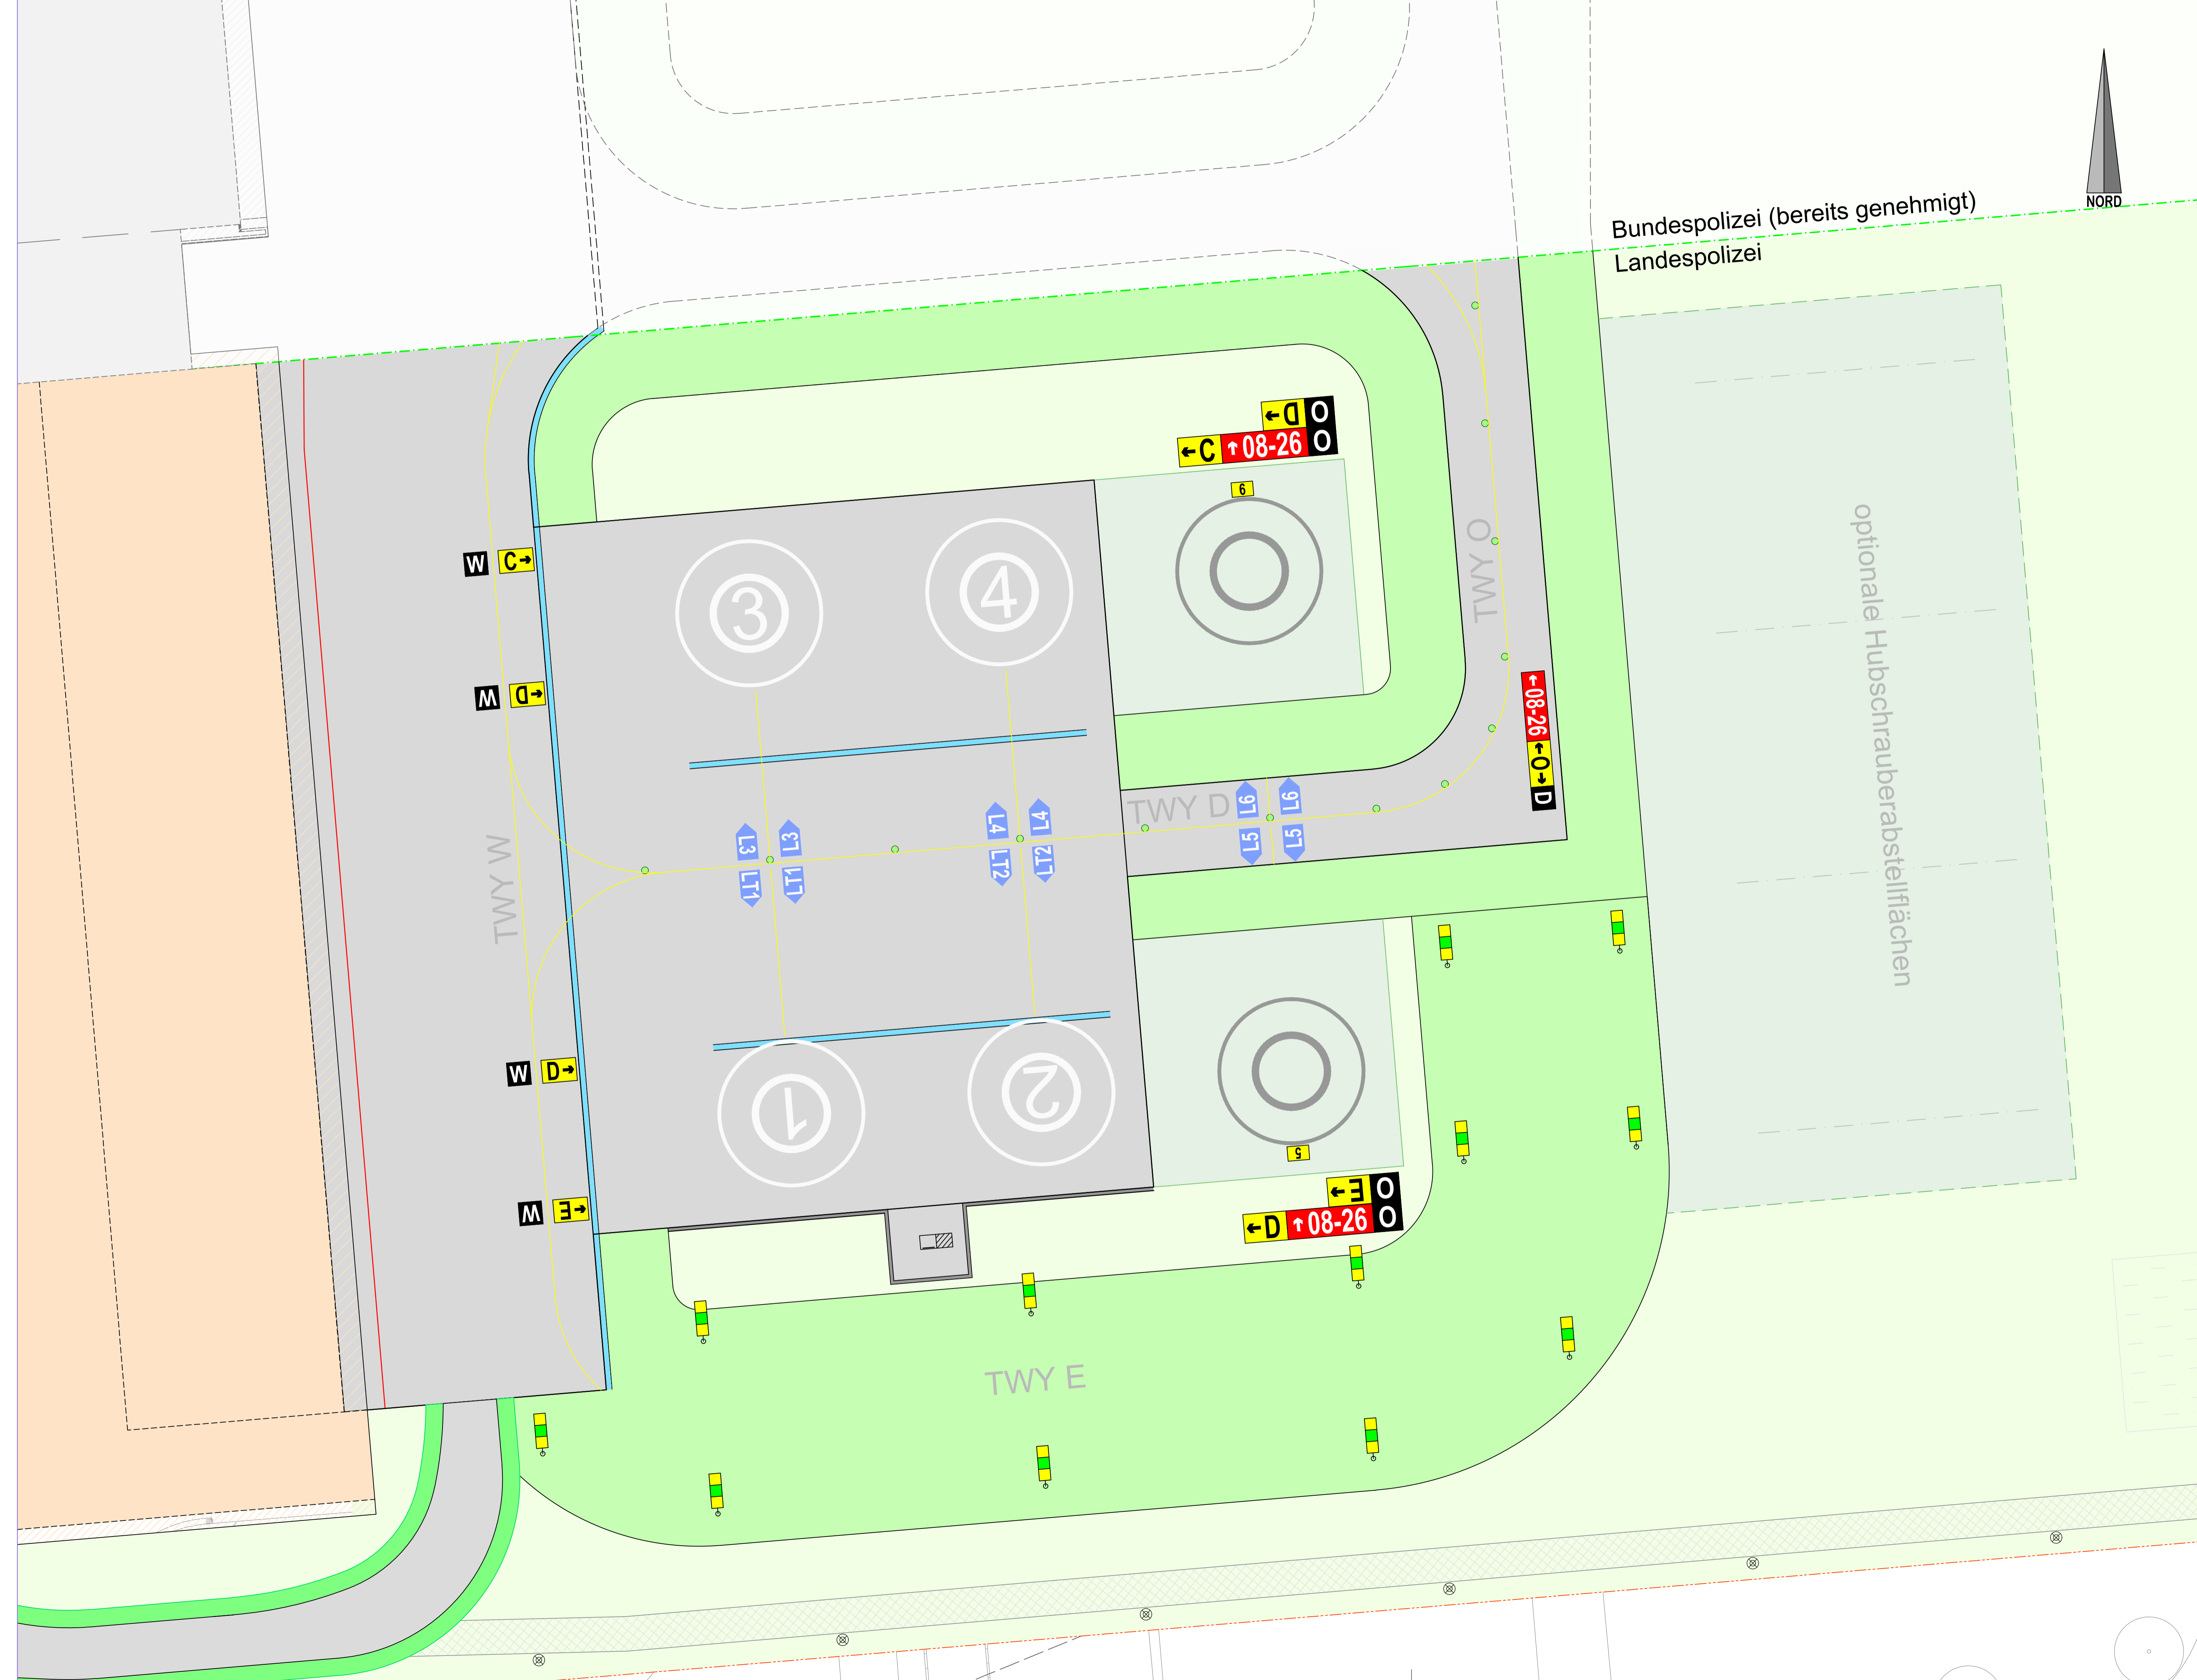 NORD
Bundespolizei (bereits genehmigt)
Landespolizei
←D O
←C ↑08-26 O
6
W C→
TWY O
optionale Hubschrauberabstellflächen
3
4
W D→
↑08-26 ←O→ D
TWY D
L6 L6
L5 L5
L4 L4
LT2 LT2
L3 L3
LT1 LT1
TWY W
W D→
1
2
5
W E→
←E O
←D ↑08-26 O
TWY E